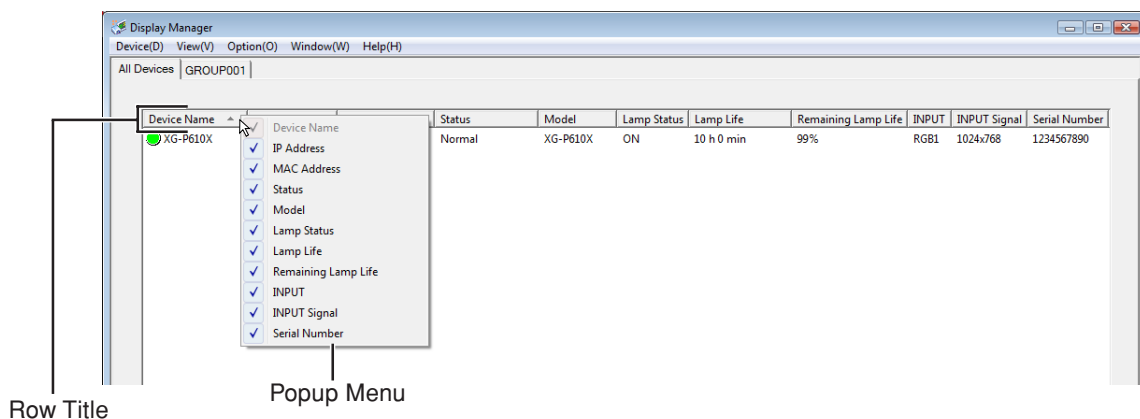 Display Manager
Device(D) View(V) Option(O) Window(W) Help(H)
All Devices GROUP001
Device Name Status Model Lamp Status Lamp Life Remaining Lamp Life INPUT INPUT Signal Serial Number
XG-P610X Normal XG-P610X ON 10 h 0 min 99% RGB1 1024x768 1234567890
Device Name
IP Address
MAC Address
Status
Model
Lamp Status
Lamp Life
Remaining Lamp Life
INPUT
INPUT Signal
Serial Number
Popup Menu
Row Title